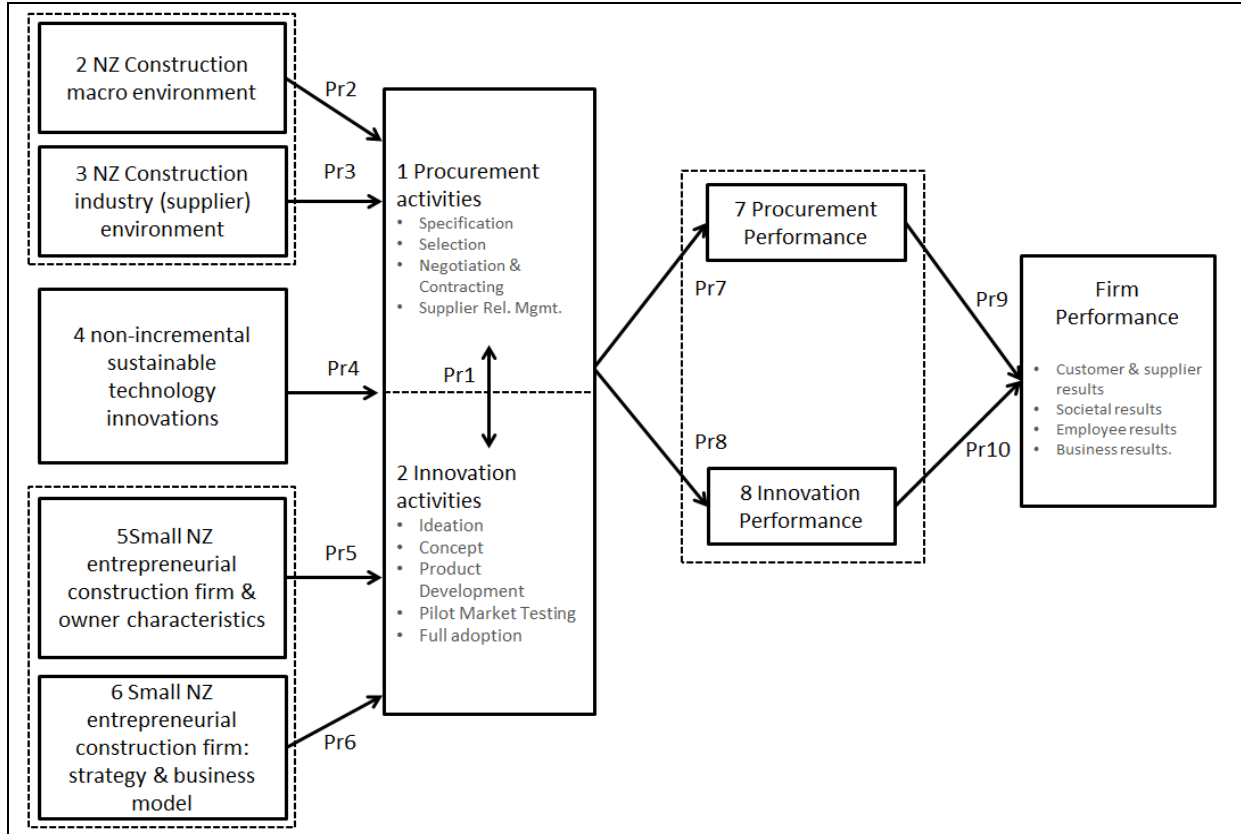 2 NZ Construction
macro environment
Pr2
3 NZ Construction
industry (supplier)
environment
Pr3
4 non-incremental
sustainable
technology
innovations
Pr4
5Small NZ
entrepreneurial
construction firm &
owner characteristics
Pr5
6 Small NZ
entrepreneurial
construction firm:
strategy & business
model
Pr6
1 Procurement
activities
• Specification
• Selection
• Negotiation &
Contracting
• Supplier Rel. Mgmt.
Pr1
2 Innovation
activities
• Ideation
• Concept
• Product
Development
• Pilot Market Testing
• Full adoption
Pr7
Pr8
7 Procurement
Performance
8 Innovation
Performance
Pr9
Pr10
Firm
Performance
• Customer & supplier
results
• Societal results
• Employee results
• Business results.